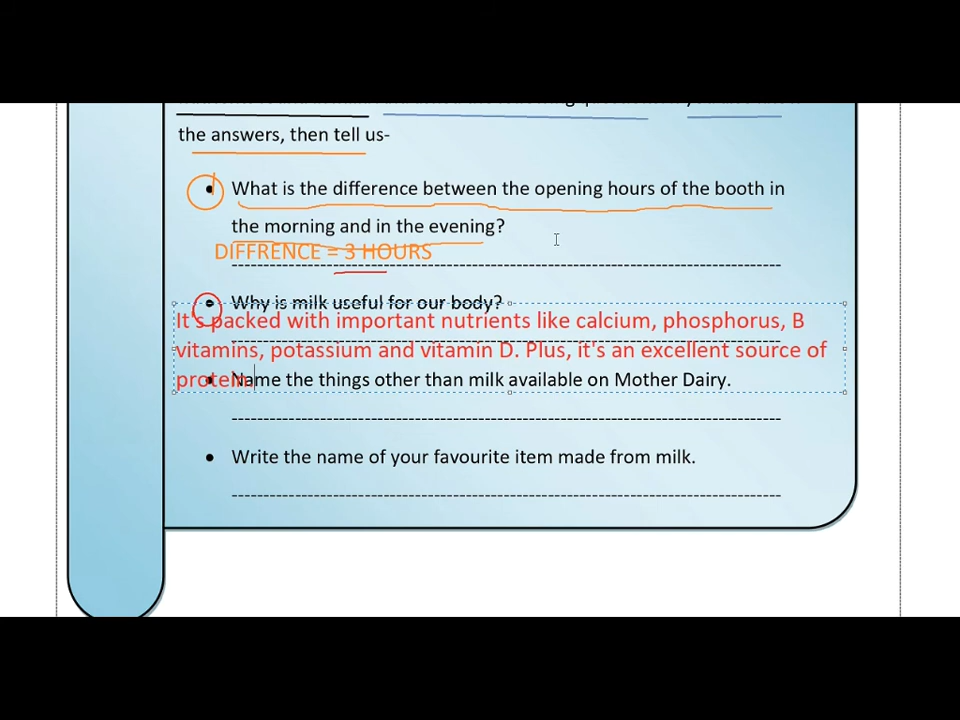 the answers, then tell us-
• What is the difference between the opening hours of the booth in
the morning and in the evening?
DIFFRENCE = 3 HOURS
• Why is milk useful for our body?
It's packed with important nutrients like calcium, phosphorus, B
vitamins, potassium and vitamin D. Plus, it's an excellent source of
protein.
• Name the things other than milk available on Mother Dairy.
• Write the name of your favourite item made from milk.